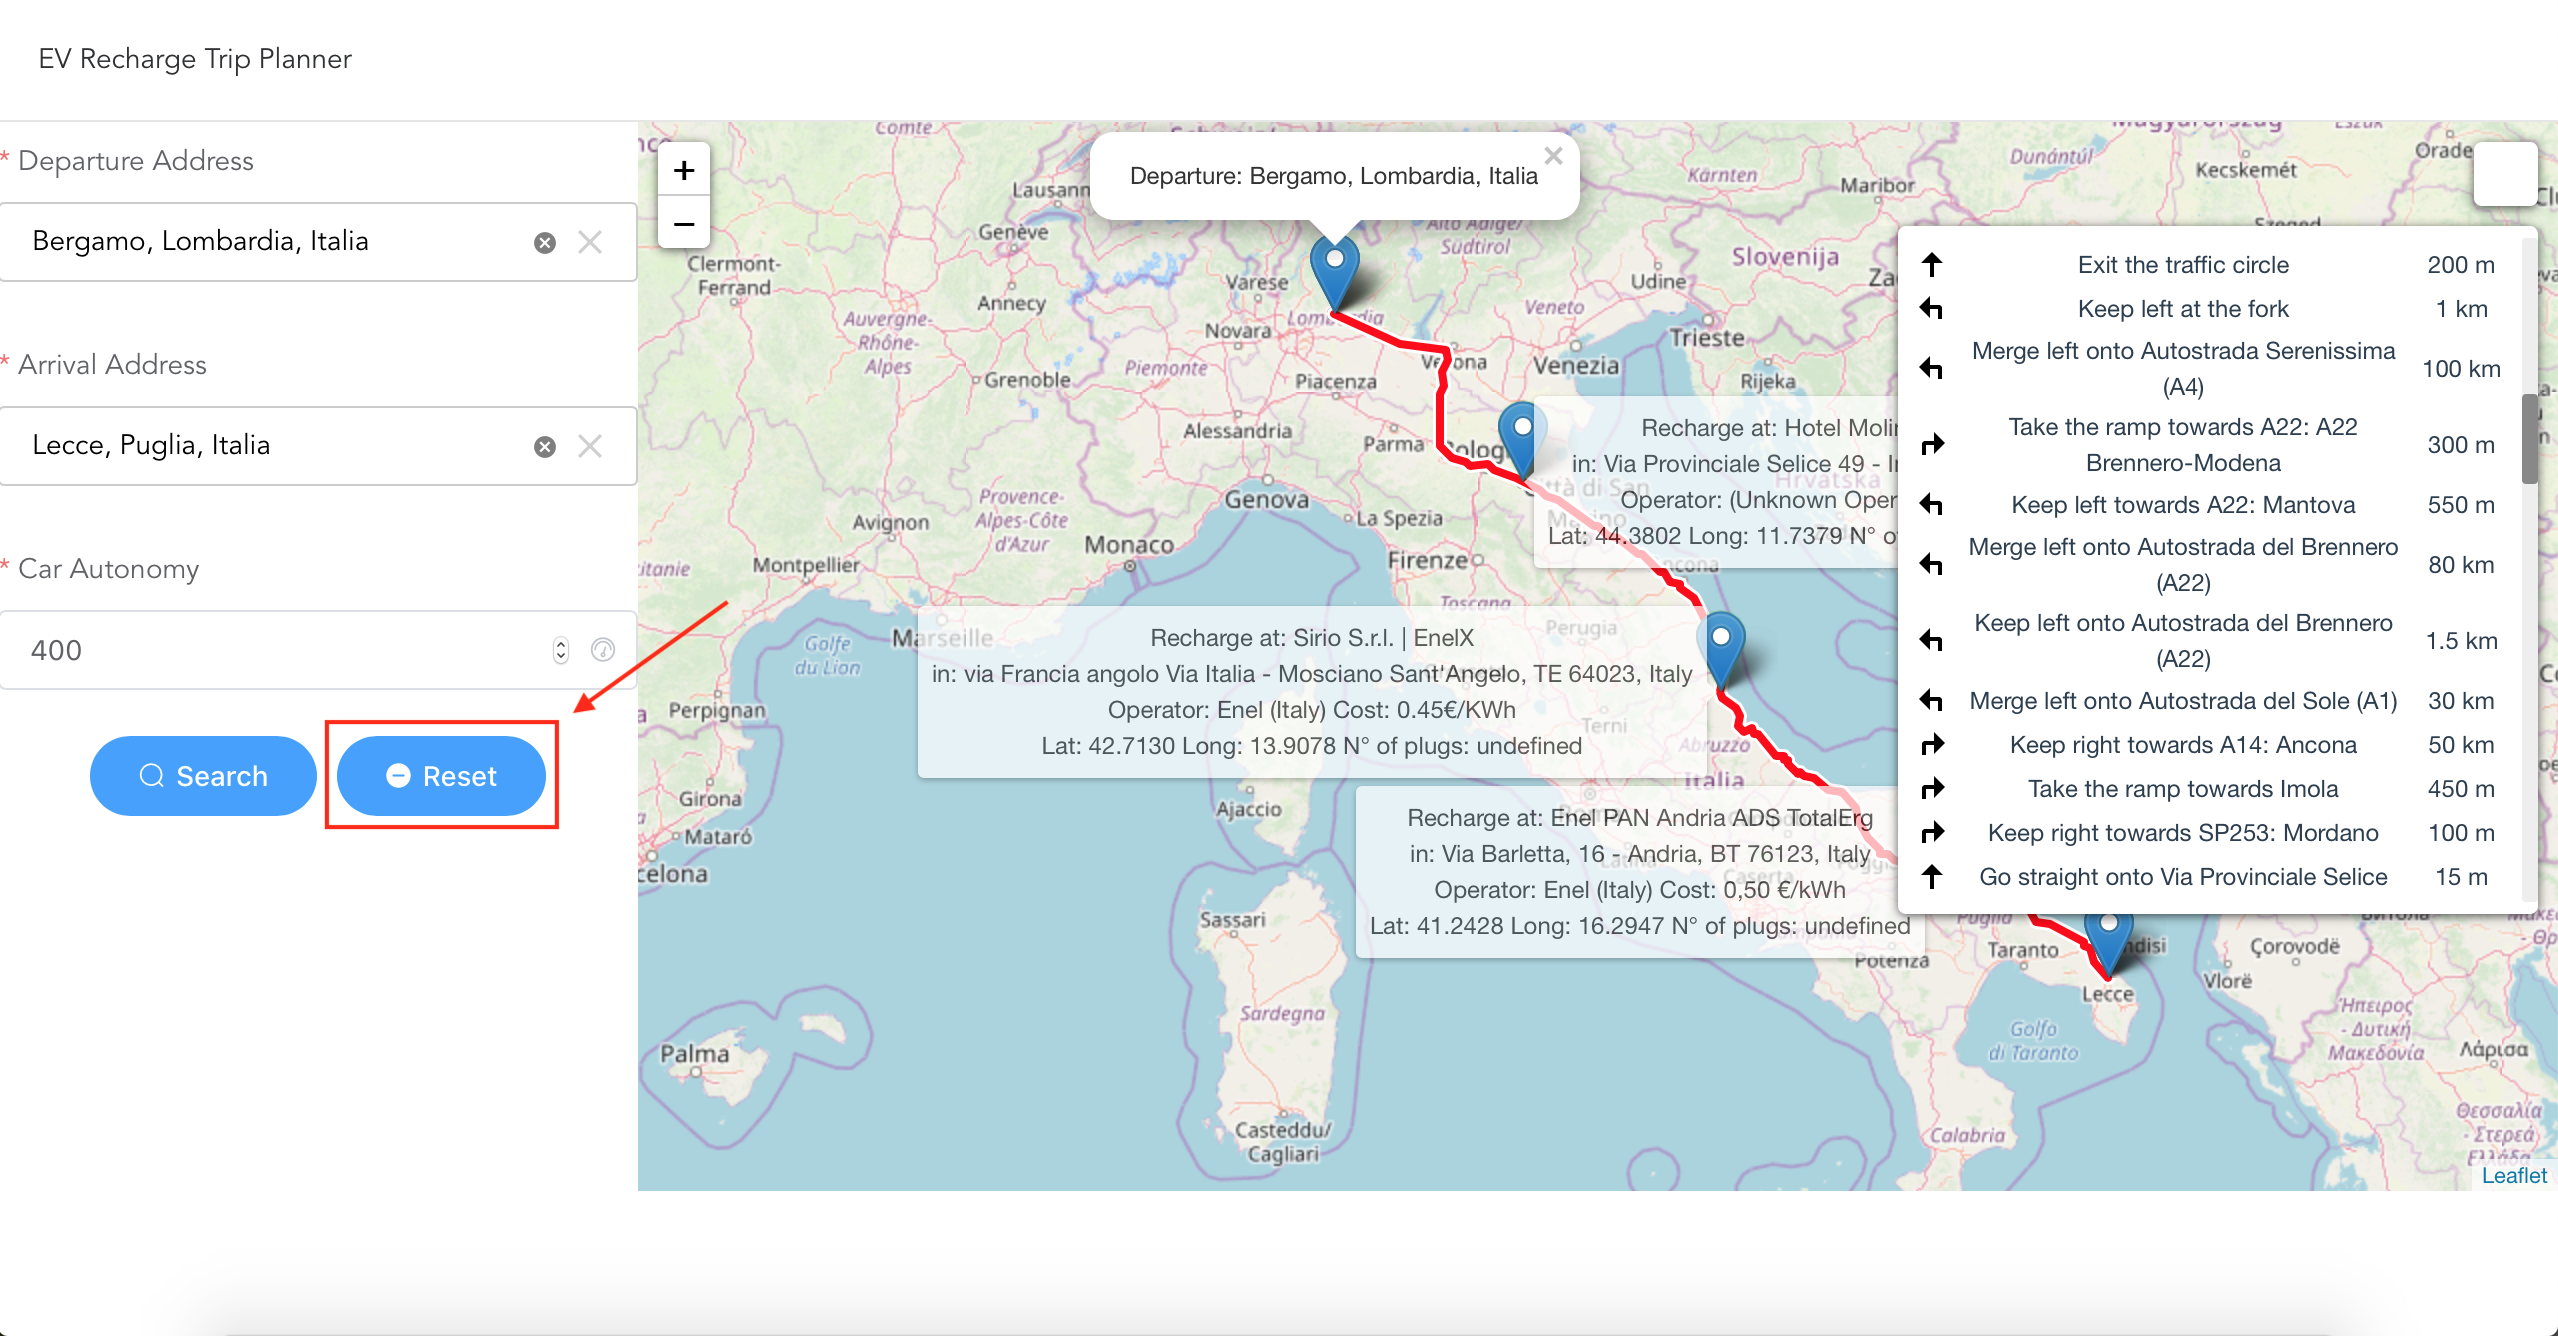 EV Recharge Trip Planner
* Departure Address
Bergamo, Lombardia, Italia
* Arrival Address
Lecce, Puglia, Italia
* Car Autonomy
400
Search
Reset
+
−
Departure: Bergamo, Lombardia, Italia
×
Exit the traffic circle 200 m
Keep left at the fork 1 km
Merge left onto Autostrada Serenissima
(A4) 100 km
Take the ramp towards A22: A22
Brennero-Modena 300 m
Keep left towards A22: Mantova 550 m
Merge left onto Autostrada del Brennero
(A22) 80 km
Keep left onto Autostrada del Brennero
(A22) 1.5 km
Merge left onto Autostrada del Sole (A1) 30 km
Keep right towards A14: Ancona 50 km
Take the ramp towards Imola 450 m
Keep right towards SP253: Mordano 100 m
Go straight onto Via Provinciale Selice 15 m
Recharge at: Hotel Molin
in: Via Provinciale Selice 49 - I
Operator: (Unknown Oper
Lat: 44.3802 Long: 11.7379 N° o
Recharge at: Sirio S.r.l. | EnelX
in: via Francia angolo Via Italia - Mosciano Sant'Angelo, TE 64023, Italy
Operator: Enel (Italy) Cost: 0.45€/KWh
Lat: 42.7130 Long: 13.9078 N° of plugs: undefined
Recharge at: Enel PAN Andria ADS TotalErg
in: Via Barletta, 16 - Andria, BT 76123, Italy
Operator: Enel (Italy) Cost: 0,50 €/kWh
Lat: 41.2428 Long: 16.2947 N° of plugs: undefined
Comte
Lausann
Genève
Clermont-
Ferrand
Annecy
Auvergne-
Rhône-
Alpes
Grenoble
Varese
Novara
Lombardia
Piemonte
Piacenza
Alessandria
Parma
Verona
Veneto
Venezia
Alto Adige/
Südtirol
Udine
Trieste
Rijeka
Slovenija
Kärnten
Maribor
Dunántúl
Kecskemét
Orade
Szeged
Magyarország
Hrvatska
Genova
La Spezia
Provence-
Alpes-Côte
d'Azur
Avignon
Monaco
Montpellier
itanie
Firenze
Toscana
Città di San
Marino
Perugia
Golfe
du Lion
Marseille
Perpignan
Girona
Mataró
celona
Terni
Abruzzo
Italia
Ajaccio
Latina
Caserta
Sassari
Sardegna
Casteddu/
Cagliari
Palma
Puglia
Potenza
Taranto
ndisi
Lecce
Golfo
di Taranto
Calabria
Çorovodë
Vlorë
Ήπειρος
- Δυτική
Μακεδονία
Λάρισα
Θεσσαλία
- Στερεά
Ελλάδα
Leaflet